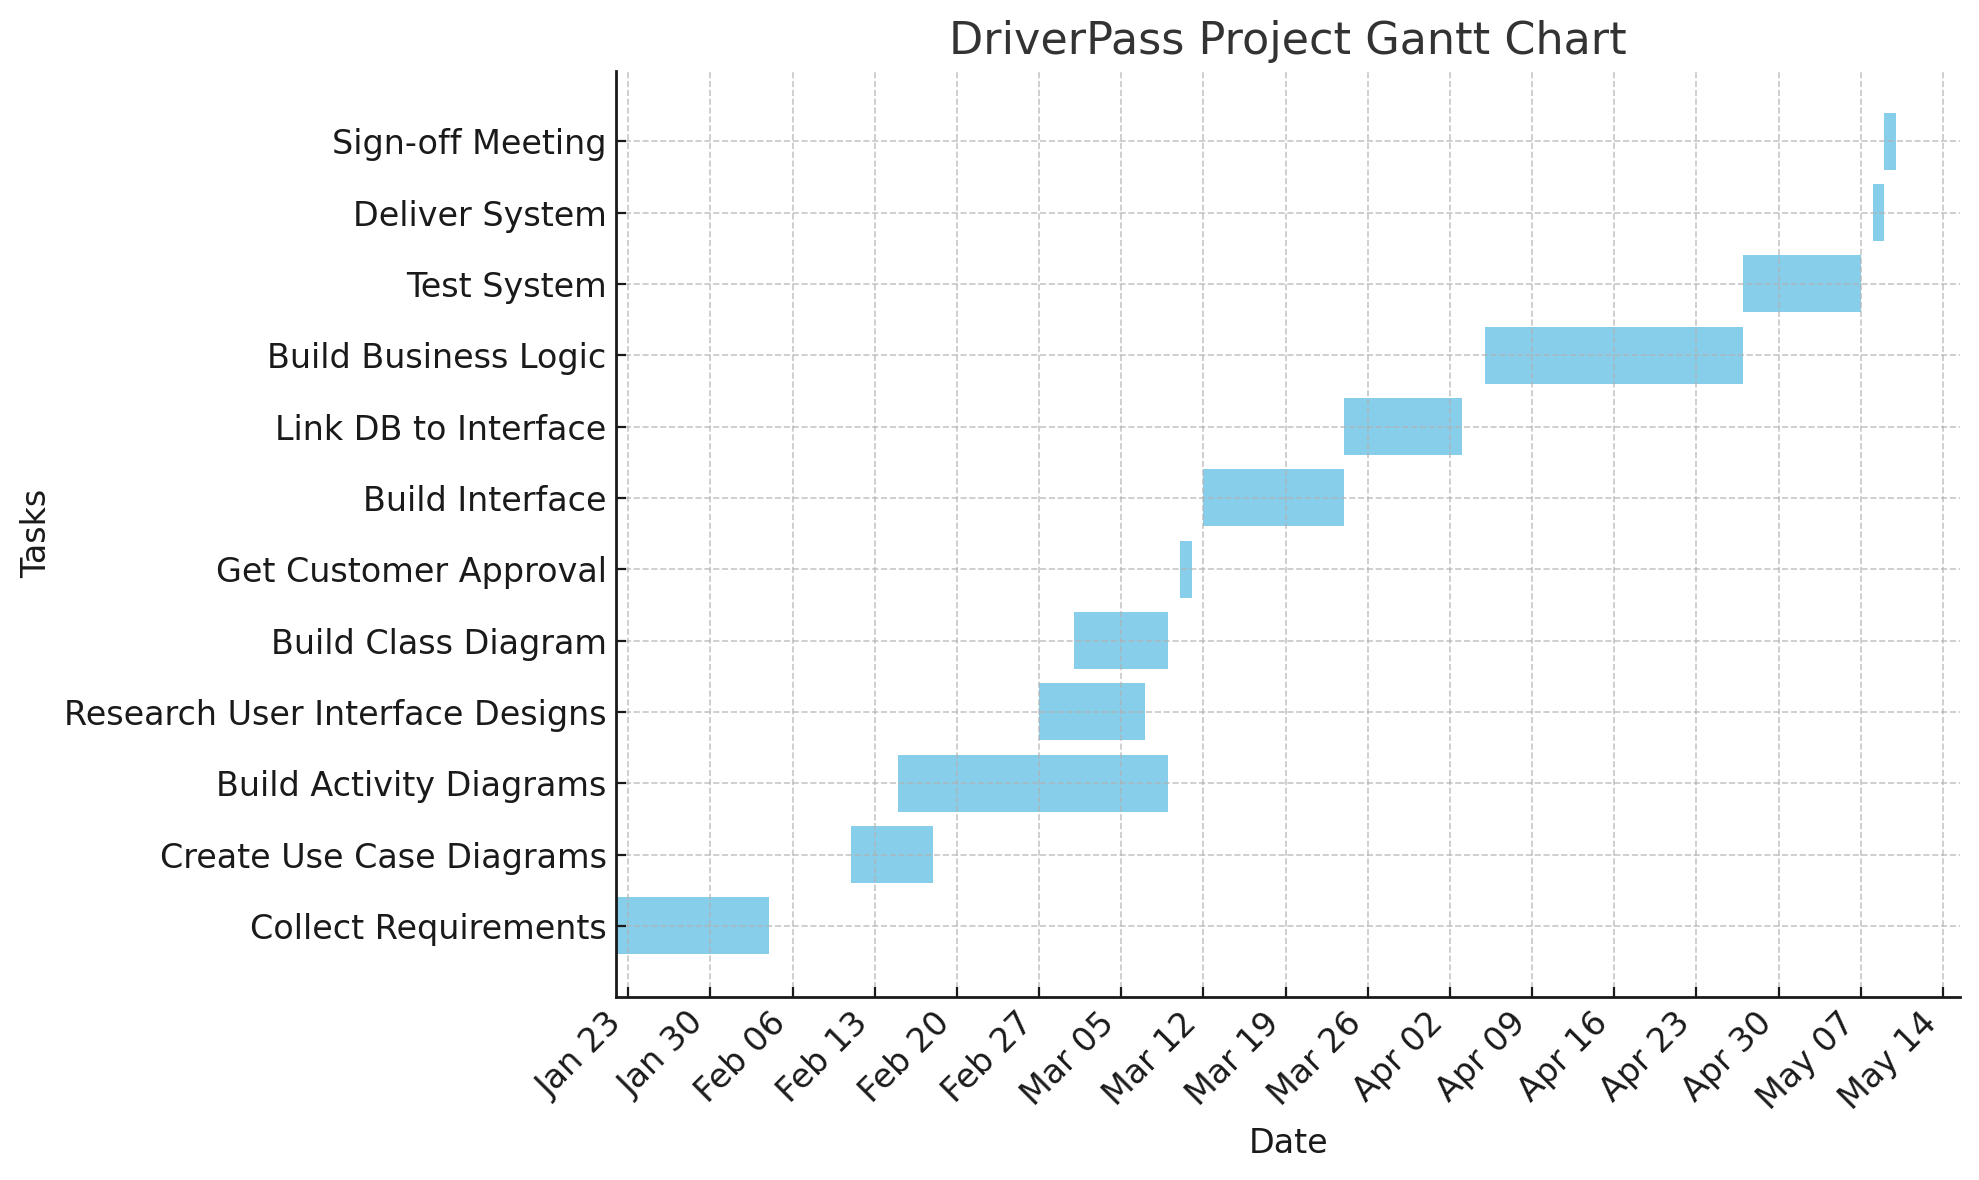 DriverPass Project Gantt Chart
Sign-off Meeting
Deliver System
Test System
Build Business Logic
Link DB to Interface
Build Interface
Get Customer Approval
Build Class Diagram
Research User Interface Designs
Build Activity Diagrams
Create Use Case Diagrams
Collect Requirements
Tasks
Jan 23
Jan 30
Feb 06
Feb 13
Feb 20
Feb 27
Mar 05
Mar 12
Mar 19
Mar 26
Apr 02
Apr 09
Apr 16
Apr 23
Apr 30
May 07
May 14
Date